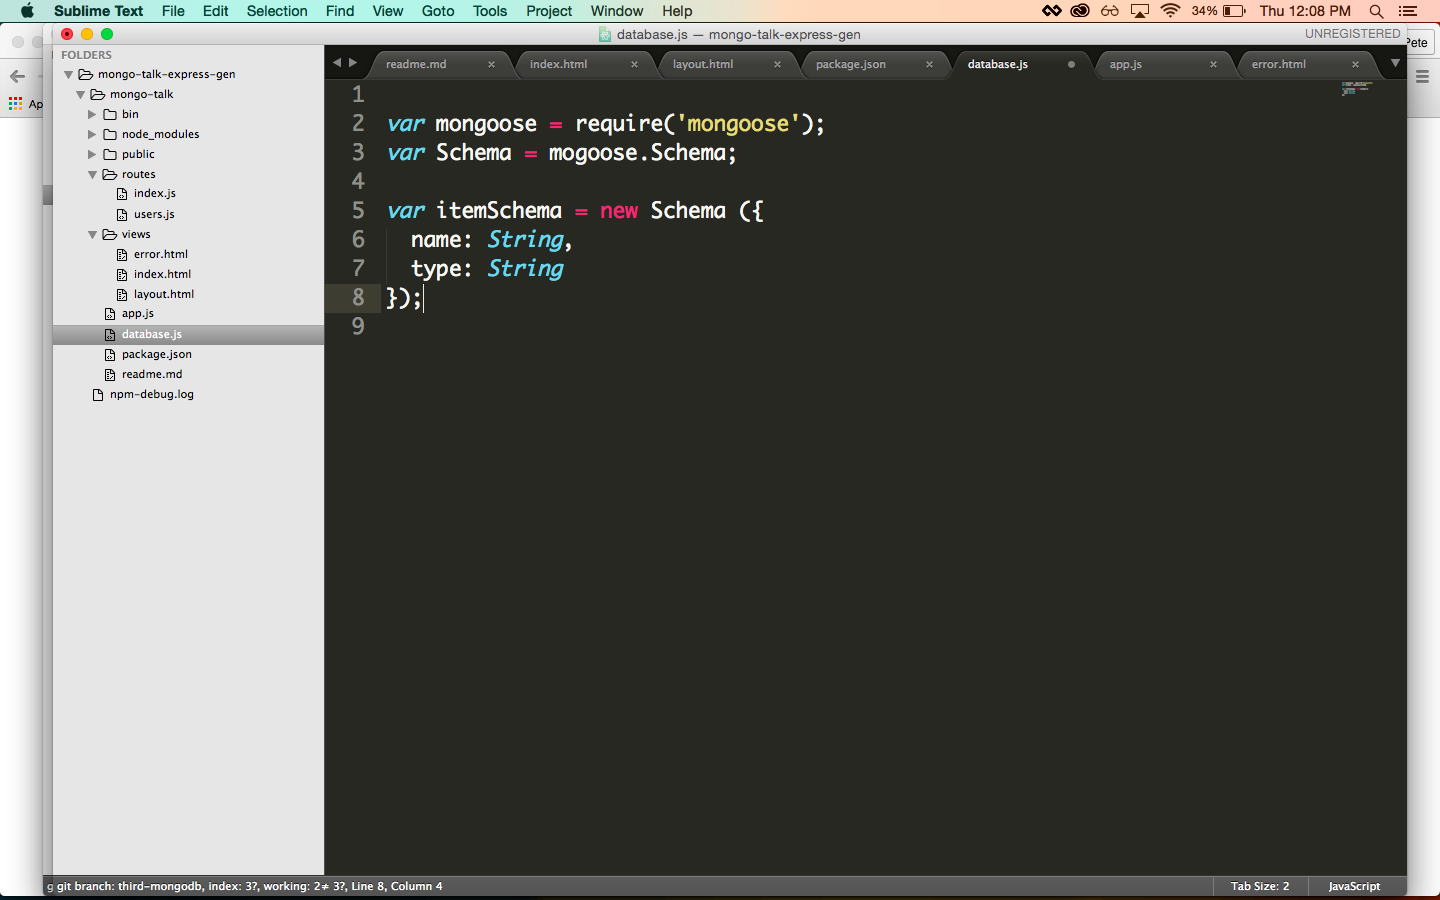 Sublime Text File Edit Selection Find View Goto Tools Project Window Help 34% Thu 12:08 PM
database.js — mongo-talk-express-gen UNREGISTERED
Pete
FOLDERS
mongo-talk-express-gen
mongo-talk
bin
node_modules
public
routes
index.js
users.js
views
error.html
index.html
layout.html
app.js
database.js
package.json
readme.md
npm-debug.log
Ap
readme.md × index.html × layout.html × package.json × database.js app.js × error.html ×
1
2 var mongoose = require('mongoose');
3 var Schema = mogoose.Schema;
4
5 var itemSchema = new Schema ({
6 name: String,
7 type: String
8 });
9
git branch: third-mongodb, index: 3?, working: 2≠ 3?, Line 8, Column 4 Tab Size: 2 JavaScript